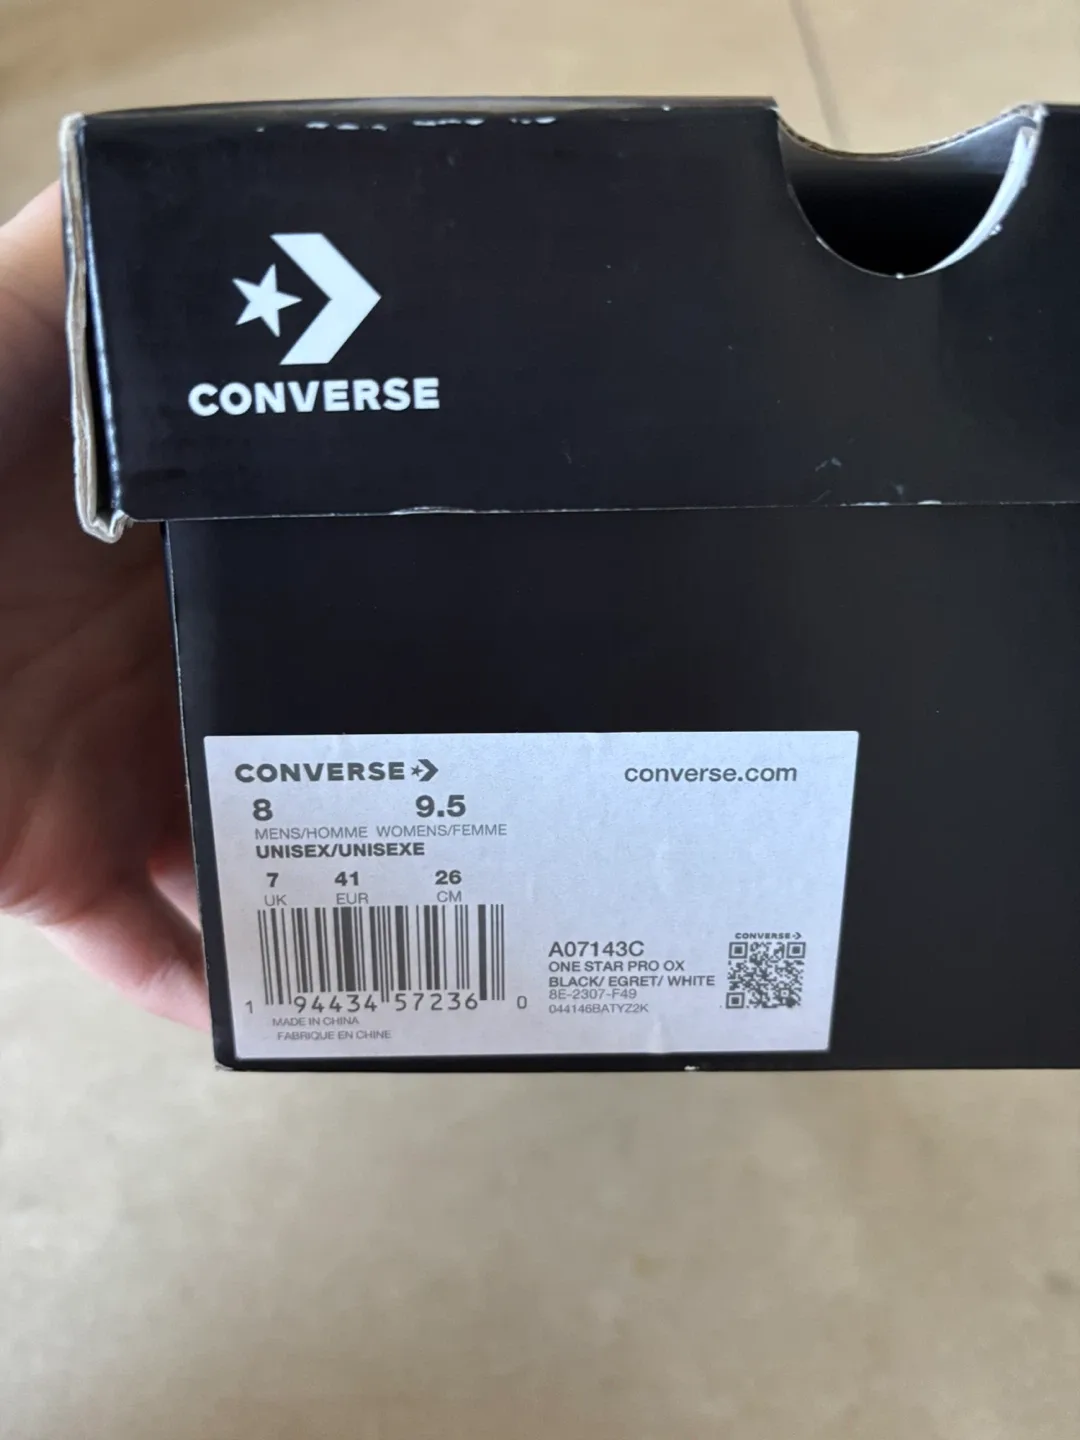 CONVERSE
CONVERSE
converse.com
8 9.5
MENS/HOMME WOMENS/FEMME
UNISEX/UNISEXE
7 41 26
UK EUR CM
1 94434 57236 0
MADE IN CHINA
FABRIQUE EN CHINE
A07143C
ONE STAR PRO OX
BLACK/ EGRET/ WHITE
8E-2307-F49
044146BATYZ2K
CONVERSE